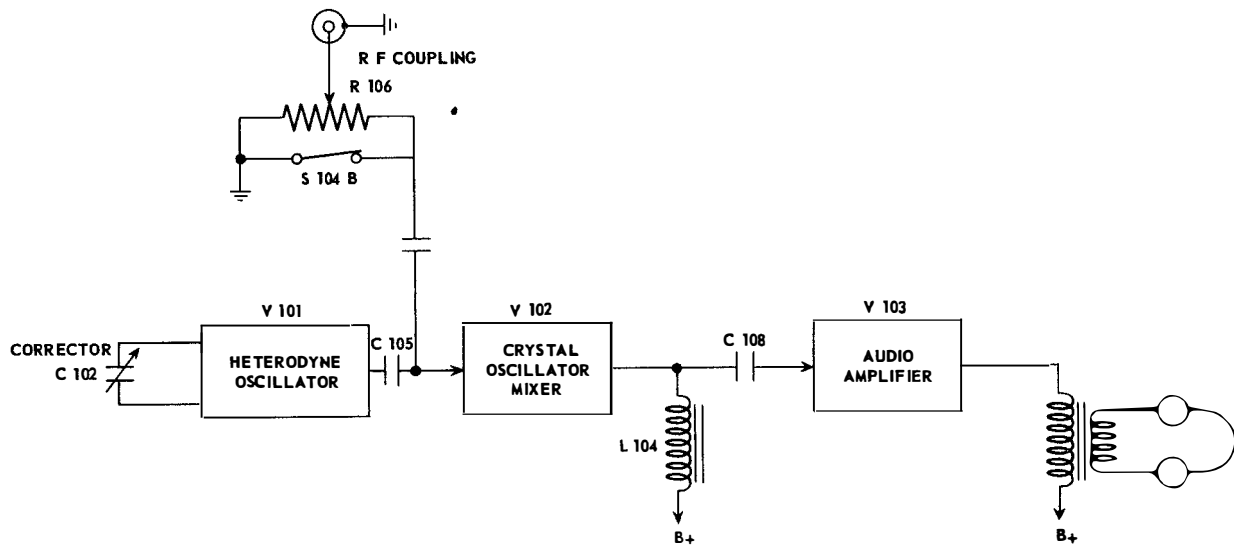 R F COUPLING
R 106
S 104 B
V 101
V 102
V 103
CORRECTOR
C 102
HETERODYNE
OSCILLATOR
C 105
CRYSTAL
OSCILLATOR
MIXER
C 108
AUDIO
AMPLIFIER
L 104
B+
B+